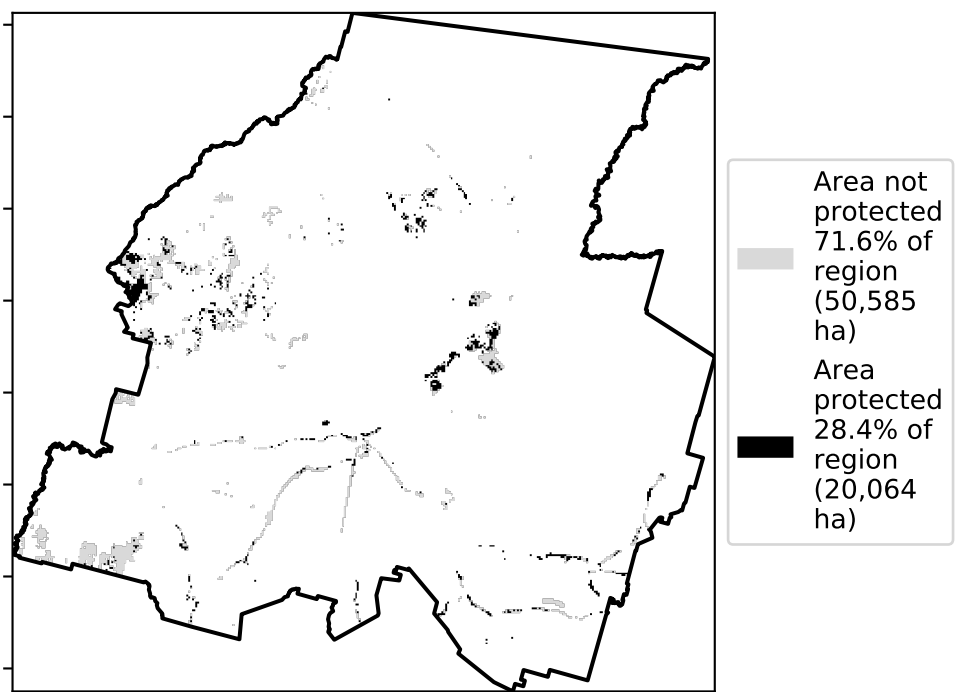 Area not
protected
71.6% of
region
(50,585
ha)
Area
protected
28.4% of
region
(20,064
ha)